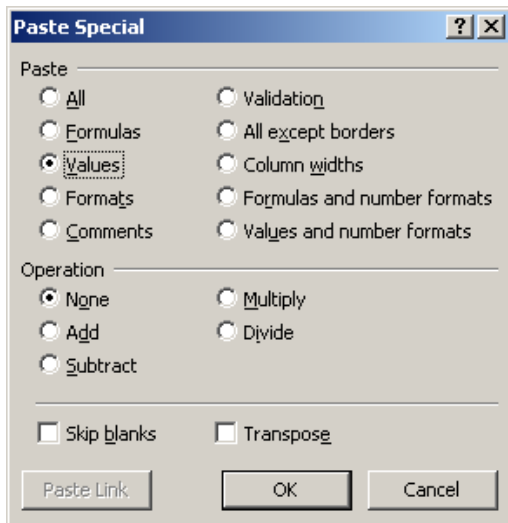 Paste Special
Paste
All
Validation
Formulas
All except borders
Values
Column widths
Formats
Formulas and number formats
Comments
Values and number formats
Operation
None
Multiply
Add
Divide
Subtract
Skip blanks
Transpose
Paste Link
OK
Cancel